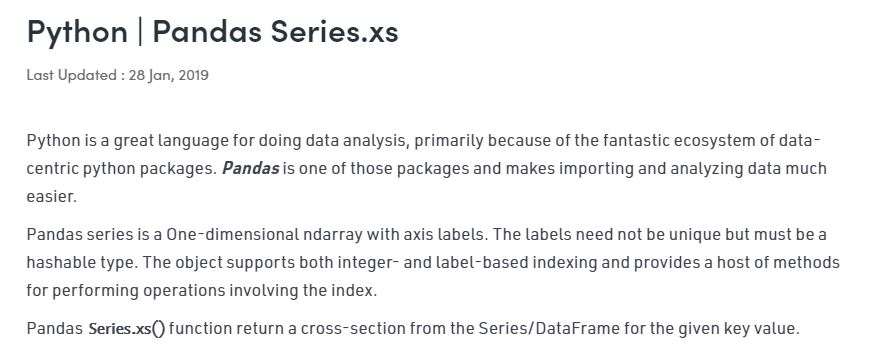 Python | Pandas Series.xs
Last Updated : 28 Jan, 2019
Python is a great language for doing data analysis, primarily because of the fantastic ecosystem of data-
centric python packages. Pandas is one of those packages and makes importing and analyzing data much
easier.
Pandas series is a One-dimensional ndarray with axis labels. The labels need not be unique but must be a
hashable type. The object supports both integer- and label-based indexing and provides a host of methods
for performing operations involving the index.
Pandas Series.xs() function return a cross-section from the Series/DataFrame for the given key value.